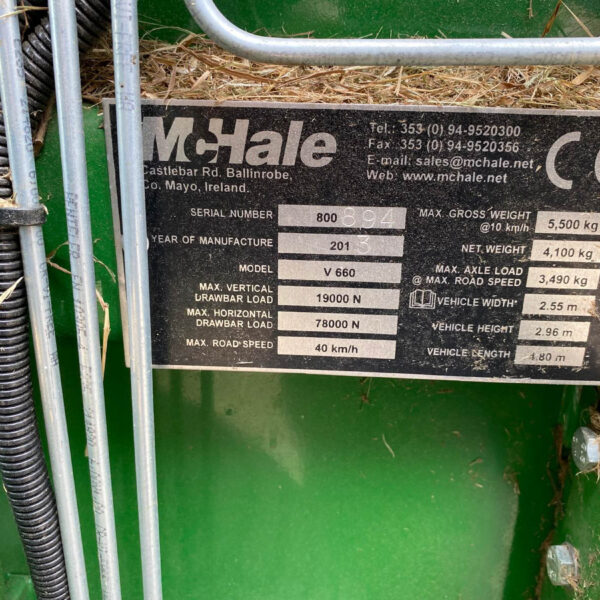 McHale
Castlebar Rd. Ballinrobe,
Co. Mayo, Ireland.
Tel.: 353 (0) 94-9520300
Fax 353 (0) 94-9520356
E-mail: sales@mchale.net
Web: www.mchale.net
CE
SERIAL NUMBER 800894
YEAR OF MANUFACTURE 2013
MODEL V 660
MAX. VERTICAL
DRAWBAR LOAD 19000 N
MAX. HORIZONTAL
DRAWBAR LOAD 78000 N
MAX. ROAD SPEED 40 km/h
MAX. GROSS WEIGHT
@10 km/h 5,500 kg
NET. WEIGHT 4,100 kg
MAX. AXLE LOAD
@ MAX. ROAD SPEED 3,490 kg
VEHICLE WIDTH* 2.55 m
VEHICLE HEIGHT 2.96 m
VEHICLE LENGTH 4.80 m